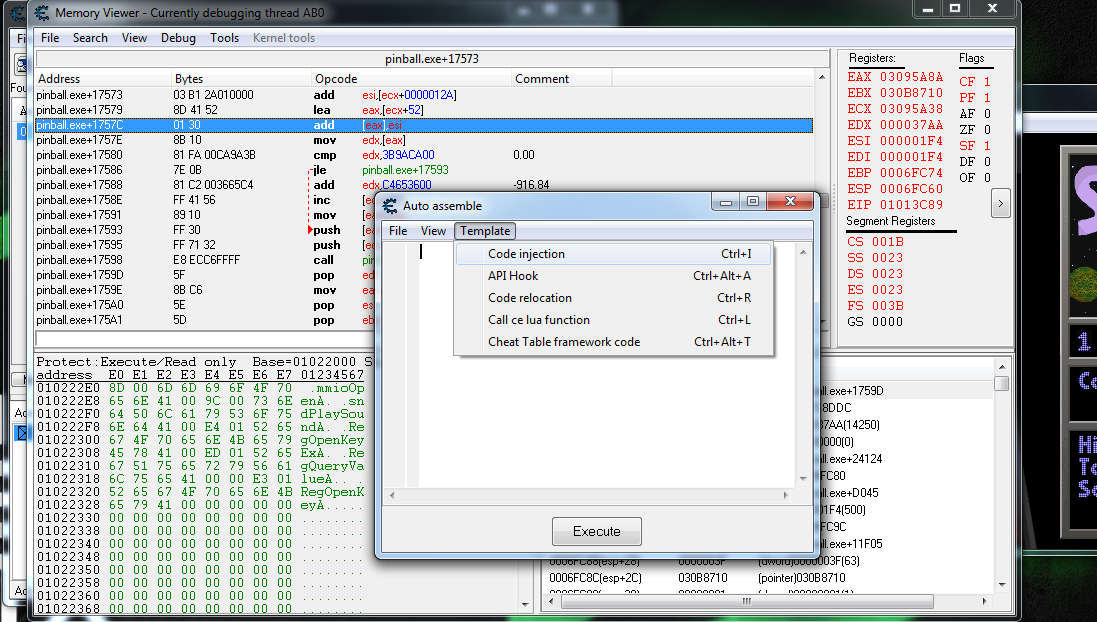 Memory Viewer - Currently debugging thread AB0
File Search View Debug Tools Kernel tools
pinball.exe+17573
Address Bytes Opcode Comment
pinball.exe+17573 03 B1 2A010000 add esi,[ecx+0000012A]
pinball.exe+17579 8D 41 52 lea eax,[ecx+52]
pinball.exe+1757C 01 30 add [eax],esi
pinball.exe+1757E 8B 10 mov edx,[eax]
pinball.exe+17580 81 FA 00CA9A3B cmp edx,3B9ACA00 0.00
pinball.exe+17586 7E 0B jle pinball.exe+17593
pinball.exe+17588 81 C2 003665C4 add edx,C4653600 -916.84
pinball.exe+1758E FF 41 56 inc
pinball.exe+17591 89 10 mov
pinball.exe+17593 FF 30 push
pinball.exe+17595 FF 71 32 push
pinball.exe+17598 E8 ECC6FFFF call
pinball.exe+1759D 5F pop
pinball.exe+1759E 8B C6 mov
pinball.exe+175A0 5E pop
pinball.exe+175A1 5D pop
Registers:
EAX 03095A8A
EBX 030B8710
ECX 03095A38
EDX 000037AA
ESI 000001F4
EDI 000001F4
EBP 0006FC74
ESP 0006FC60
EIP 01013C89
Flags
CF 1
PF 1
AF 0
ZF 0
SF 1
DF 0
OF 0
Segment Registers
CS 001B
SS 0023
DS 0023
ES 0023
FS 003B
GS 0000
>
Auto assemble
File View Template
Code injection Ctrl+I
API Hook Ctrl+Alt+A
Code relocation Ctrl+R
Call ce lua function Ctrl+L
Cheat Table framework code Ctrl+Alt+T
Execute
Protect:Execute/Read only Base=01022000 S
address E0 E1 E2 E3 E4 E5 E6 E7 01234567
010222E0 8D 00 6D 6D 69 6F 4F 70 .mmioOp
010222E8 65 6E 41 00 9C 00 73 6E enA. .sn
010222F0 64 50 6C 61 79 53 6F 75 dPlaySou
010222F8 6E 64 41 00 E4 01 52 65 ndA. .Re
01022300 67 4F 70 65 6E 4B 65 79 gOpenKey
01022308 45 78 41 00 ED 01 52 65 ExA. .Re
01022310 67 51 75 65 72 79 56 61 gQueryVa
01022318 6C 75 65 41 00 00 E3 01 lueA. .
01022320 52 65 67 4F 70 65 6E 4B RegOpenK
01022328 65 79 41 00 00 00 00 00 eyA.....
01022330 00 00 00 00 00 00 00 00 ........
01022338 00 00 00 00 00 00 00 00 ........
01022340 00 00 00 00 00 00 00 00 ........
01022348 00 00 00 00 00 00 00 00 ........
01022350 00 00 00 00 00 00 00 00 ........
01022358 00 00 00 00 00 00 00 00 ........
01022360 00 00 00 00 00 00 00 00 ........
01022368 00 00 00 00 00 00 00 00 ........
all.exe+1759D
8DDC
37AA(14250)
0000(0)
all.exe+24124
FC80
all.exe+D045
01F4(500)
FC9C
all.exe+11F05
0006FC88(esp+28) 0000003F (dword)0000003F(63)
0006FC8C(esp+2C) 030B8710 (pointer)030B8710